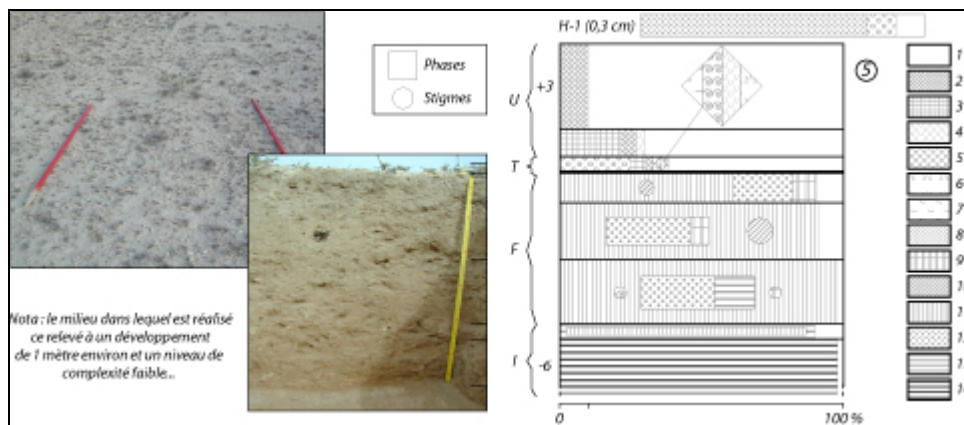 H-1 (0,3 cm)
Phases
Stigmes
+3
U
T
F
I
-6
5
0
100 %
1
2
3
4
5
6
7
8
9
Nota : le milieu dans lequel est réalisé
ce relevé à un développement
de 1 mètre environ et un niveau de
complexité faible...